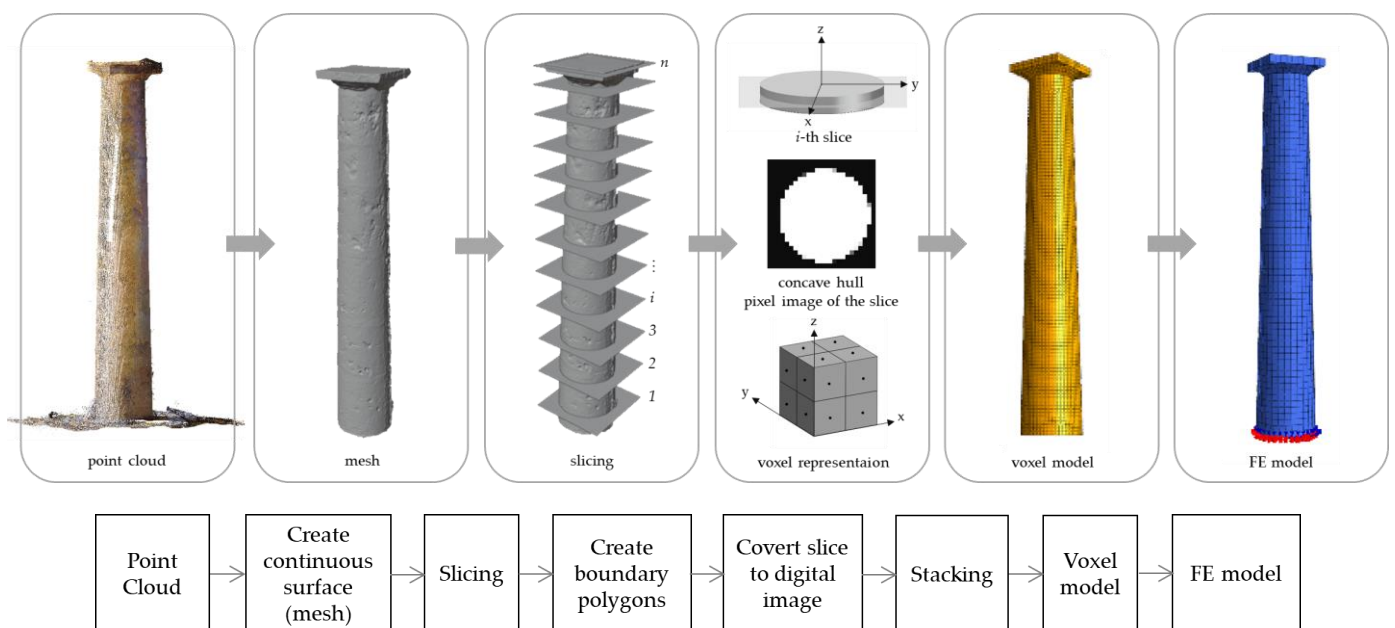 n
⋮
i
3
2
1
z
y
x
i-th slice
concave hull
pixel image of the slice
z
y
x
point cloud
mesh
slicing
voxel representaion
voxel model
FE model
Point
Cloud
Create
continuous
surface
(mesh)
Slicing
Create
boundary
polygons
Covert slice
to digital
image
Stacking
Voxel
model
FE model